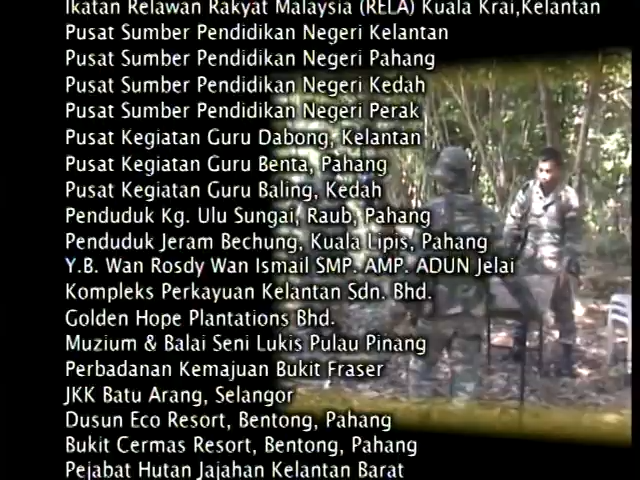 Ikatan Relawan Rakyat Malaysia (RELA) Kuala Krai,Kelantan
Pusat Sumber Pendidikan Negeri Kelantan
Pusat Sumber Pendidikan Negeri Pahang
Pusat Sumber Pendidikan Negeri Kedah
Pusat Sumber Pendidikan Negeri Perak
Pusat Kegiatan Guru Dabong, Kelantan
Pusat Kegiatan Guru Benta, Pahang
Pusat Kegiatan Guru Baling, Kedah
Penduduk Kg. Ulu Sungai, Raub, Pahang
Penduduk Jeram Bechung, Kuala Lipis, Pahang
Y.B. Wan Rosdy Wan Ismail SMP. AMP. ADUN Jelai
Kompleks Perkayuan Kelantan Sdn. Bhd.
Golden Hope Plantations Bhd.
Muzium & Balai Seni Lukis Pulau Pinang
Perbadanan Kemajuan Bukit Fraser
JKK Batu Arang, Selangor
Dusun Eco Resort, Bentong, Pahang
Bukit Cermas Resort, Bentong, Pahang
Pejabat Hutan Jajahan Kelantan Barat